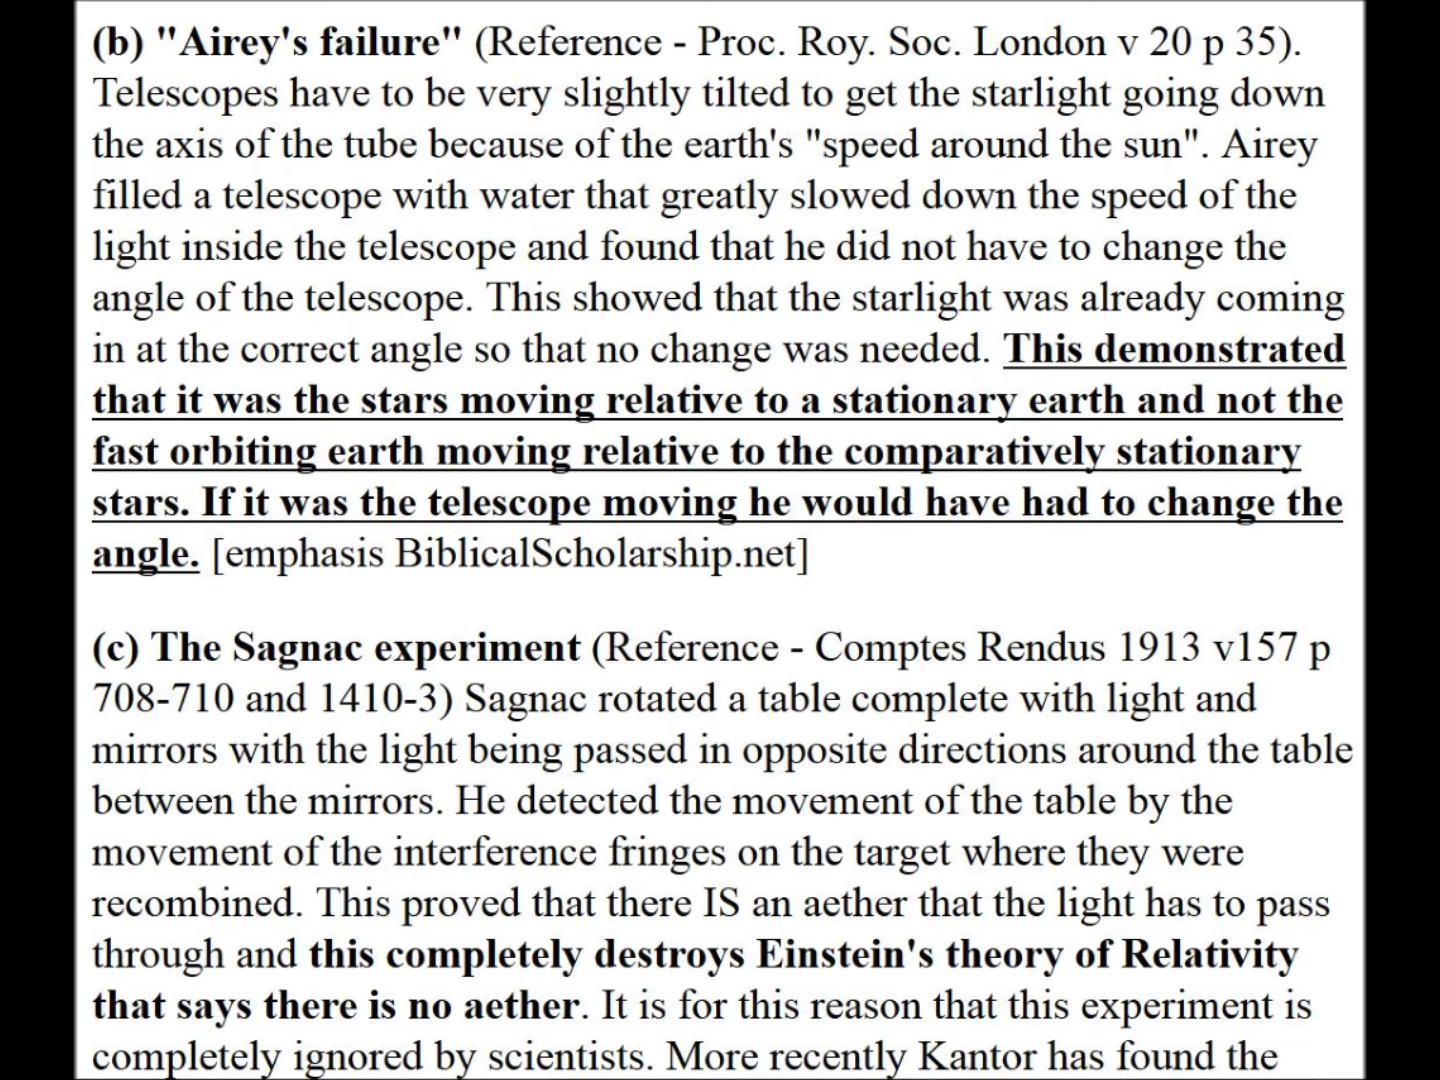 (b) "Airey's failure" (Reference - Proc. Roy. Soc. London v 20 p 35).
Telescopes have to be very slightly tilted to get the starlight going down
the axis of the tube because of the earth's "speed around the sun". Airey
filled a telescope with water that greatly slowed down the speed of the
light inside the telescope and found that he did not have to change the
angle of the telescope. This showed that the starlight was already coming
in at the correct angle so that no change was needed. This demonstrated
that it was the stars moving relative to a stationary earth and not the
fast orbiting earth moving relative to the comparatively stationary
stars. If it was the telescope moving he would have had to change the
angle. [emphasis BiblicalScholarship.net]
(c) The Sagnac experiment (Reference - Comptes Rendus 1913 v157 p
708-710 and 1410-3) Sagnac rotated a table complete with light and
mirrors with the light being passed in opposite directions around the table
between the mirrors. He detected the movement of the table by the
movement of the interference fringes on the target where they were
recombined. This proved that there IS an aether that the light has to pass
through and this completely destroys Einstein's theory of Relativity
that says there is no aether. It is for this reason that this experiment is
completely ignored by scientists. More recently Kantor has found the